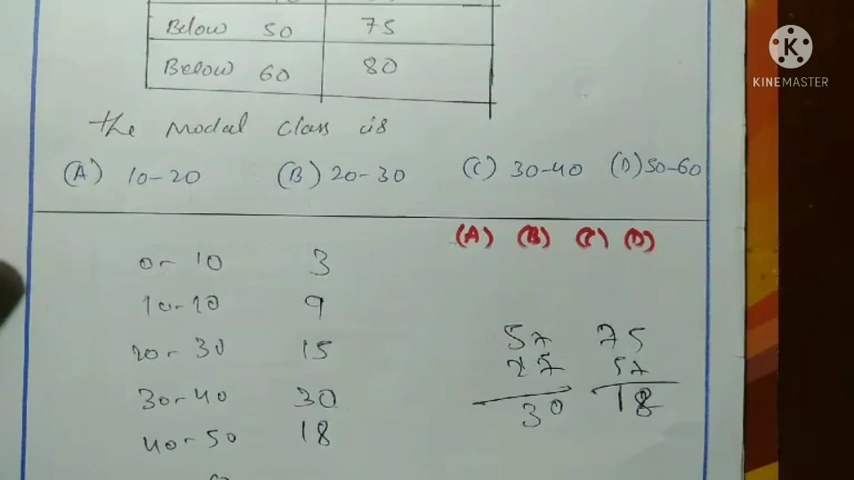 Below 50 75
Below 60 80
KINEMASTER
the Modal Class is
(A) 10-20 (B) 20-30 (C) 30-40 (D) 50-60
(A) (B) (C) (D)
0-10 3
10-20 9
20-30 15
30-40 30
40-50 18
57 75
27 57
30 18